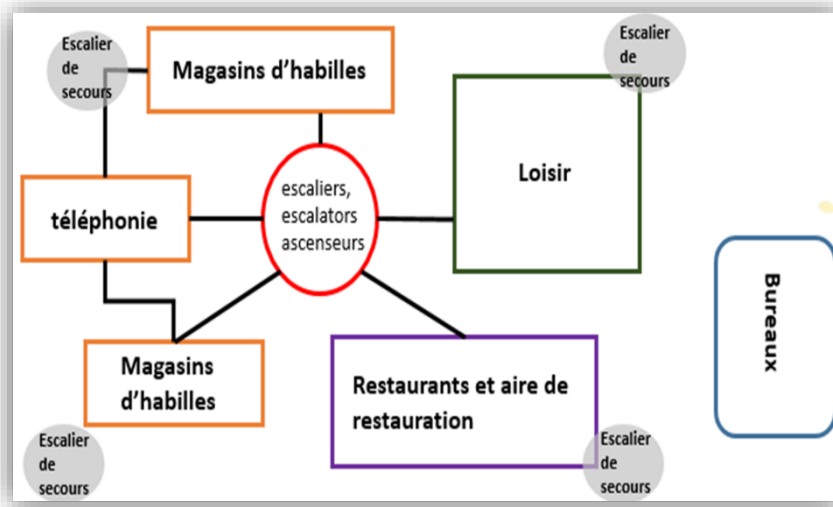 Escalier
de
secours
Magasins d'habilles
Escalier
de
secours
Loisir
escaliers,
escalators
ascenseurs
téléphonie
Bureaux
Magasins
d'habilles
Restaurants et aire de
restauration
Escalier
de
secours
Escalier
de
secours